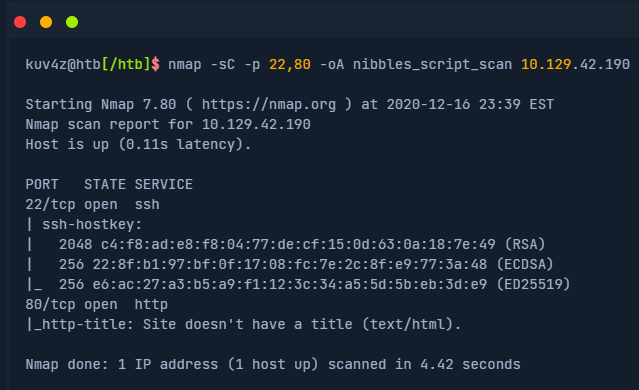 kuv4z@htb[/htb]$ nmap -sC -p 22,80 -oA nibbles_script_scan 10.129.42.190
Starting Nmap 7.80 ( https://nmap.org ) at 2020-12-16 23:39 EST
Nmap scan report for 10.129.42.190
Host is up (0.11s latency).
PORT   STATE SERVICE
22/tcp open  ssh
| ssh-hostkey:
|   2048 c4:f8:ad:e8:f8:04:77:de:cf:15:0d:63:0a:18:7e:49 (RSA)
|   256 22:8f:b1:97:bf:0f:17:08:fc:7e:2c:8f:e9:77:3a:48 (ECDSA)
|_  256 e6:ac:27:a3:b5:a9:f1:12:3c:34:a5:5d:5b:eb:3d:e9 (ED25519)
80/tcp open  http
|_http-title: Site doesn't have a title (text/html).
Nmap done: 1 IP address (1 host up) scanned in 4.42 seconds